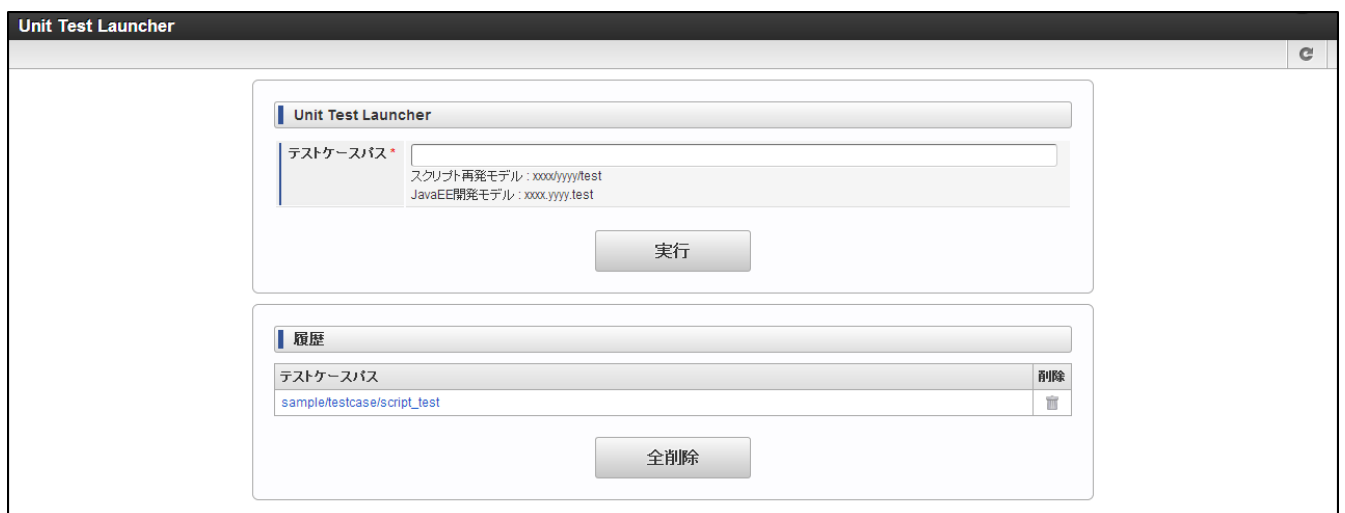 Unit Test Launcher
Unit Test Launcher
テストケースパス *
スクリプト再発モデル : xxxx/yyyy/test
JavaEE開発モデル : xxxx.yyyy.test
実行
履歴
テストケースパス 削除
sample/testcase/script_test
全削除